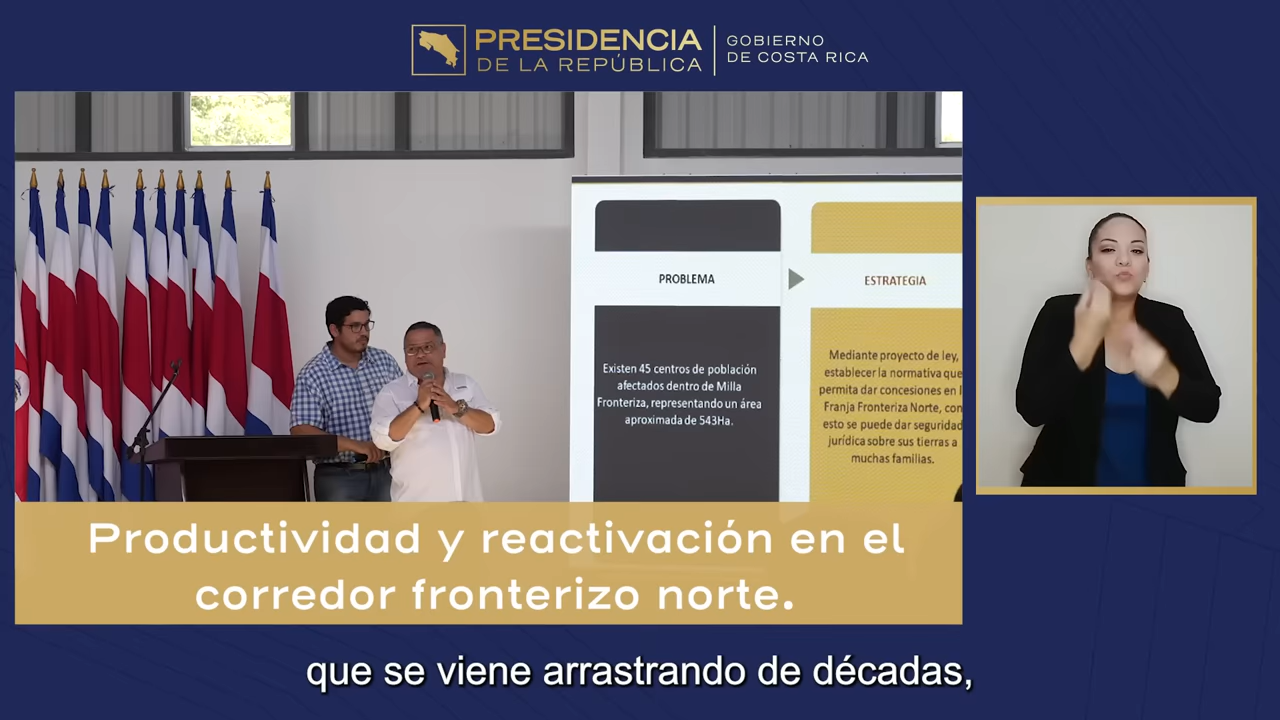 PRESIDENCIA
DE LA REPÚBLICA
GOBIERNO
DE COSTA RICA
PROBLEMA
ESTRATEGIA
Existen 45 centros de población
afectados dentro de Milla
Fronteriza, representando un área
aproximada de 543Ha.
Mediante proyecto de ley,
establecer la normativa que
permita dar concesiones en
Franja Fronteriza Norte, con
esto se puede dar seguridad
jurídica sobre sus tierras a
muchas familias.
Productividad y reactivación en el
corredor fronterizo norte.
que se viene arrastrando de décadas,